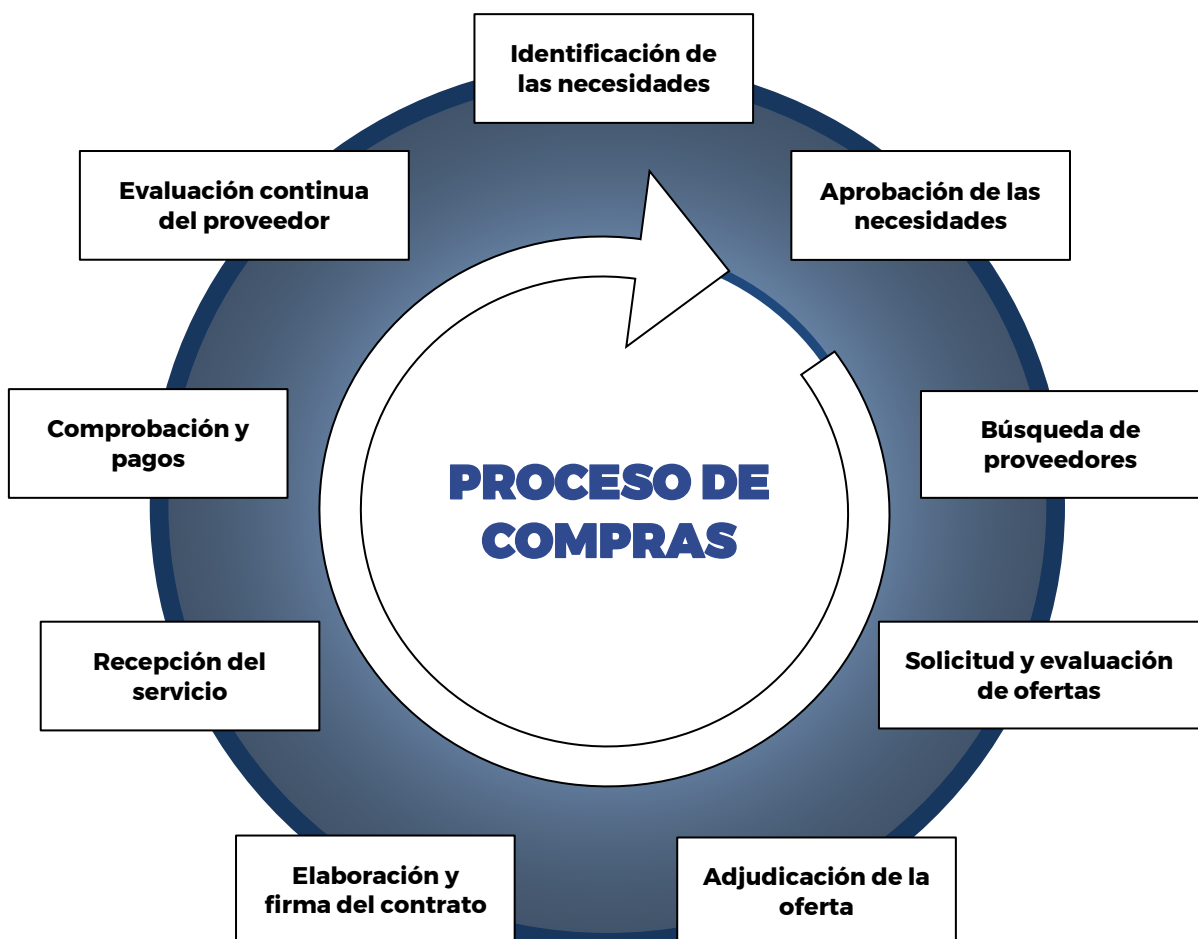 Identificación de
las necesidades
Aprobación de las
necesidades
Búsqueda de
proveedores
Solicitud y evaluación
de ofertas
Adjudicación de la
oferta
Elaboración y
firma del contrato
Recepción del
servicio
Comprobación y
pagos
Evaluación continua
del proveedor
PROCESO DE
COMPRAS